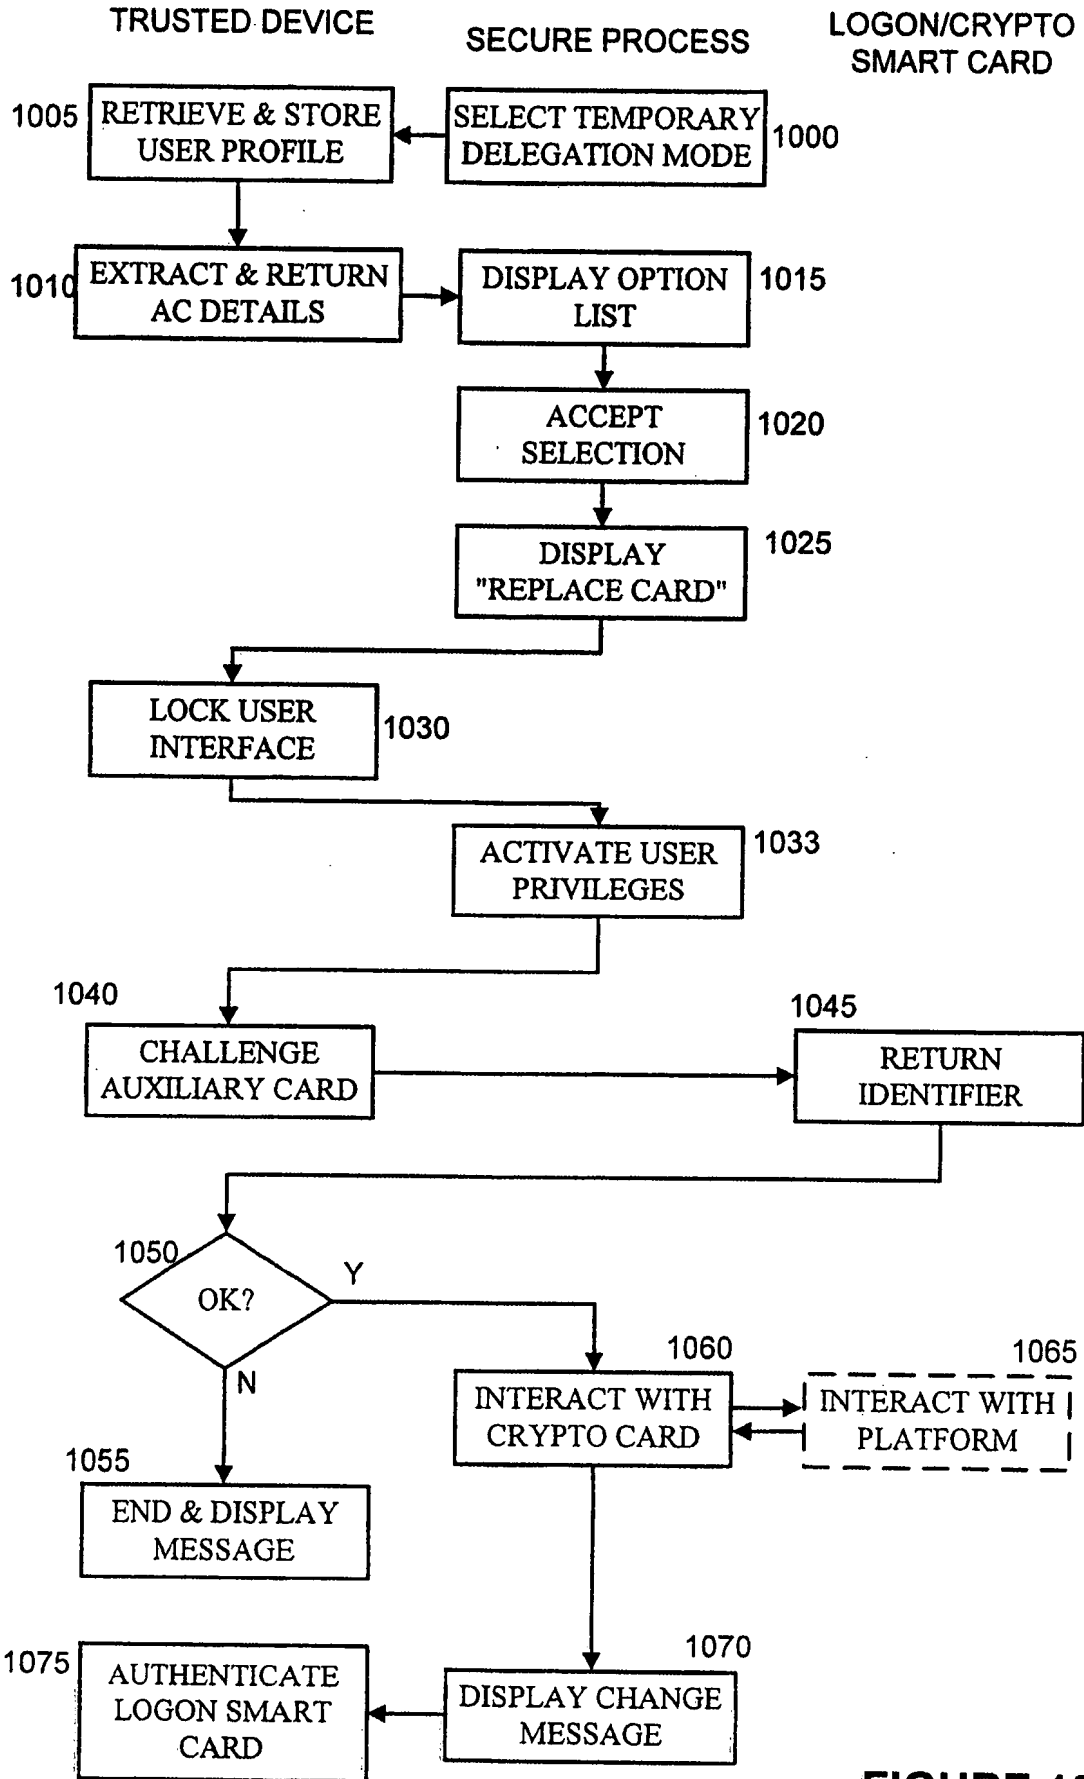 TRUSTED DEVICE
SECURE PROCESS
LOGON/CRYPTO
SMART CARD
1005
RETRIEVE & STORE
USER PROFILE
SELECT TEMPORARY
DELEGATION MODE
1000
1010
EXTRACT & RETURN
AC DETAILS
DISPLAY OPTION
LIST
1015
ACCEPT
SELECTION
1020
DISPLAY
"REPLACE CARD"
1025
LOCK USER
INTERFACE
1030
ACTIVATE USER
PRIVILEGES
1033
1040
CHALLENGE
AUXILIARY CARD
1045
RETURN
IDENTIFIER
1050
OK?
Y
N
1060
INTERACT WITH
CRYPTO CARD
1065
INTERACT WITH
PLATFORM
1055
END & DISPLAY
MESSAGE
1070
DISPLAY CHANGE
MESSAGE
1075
AUTHENTICATE
LOGON SMART
CARD